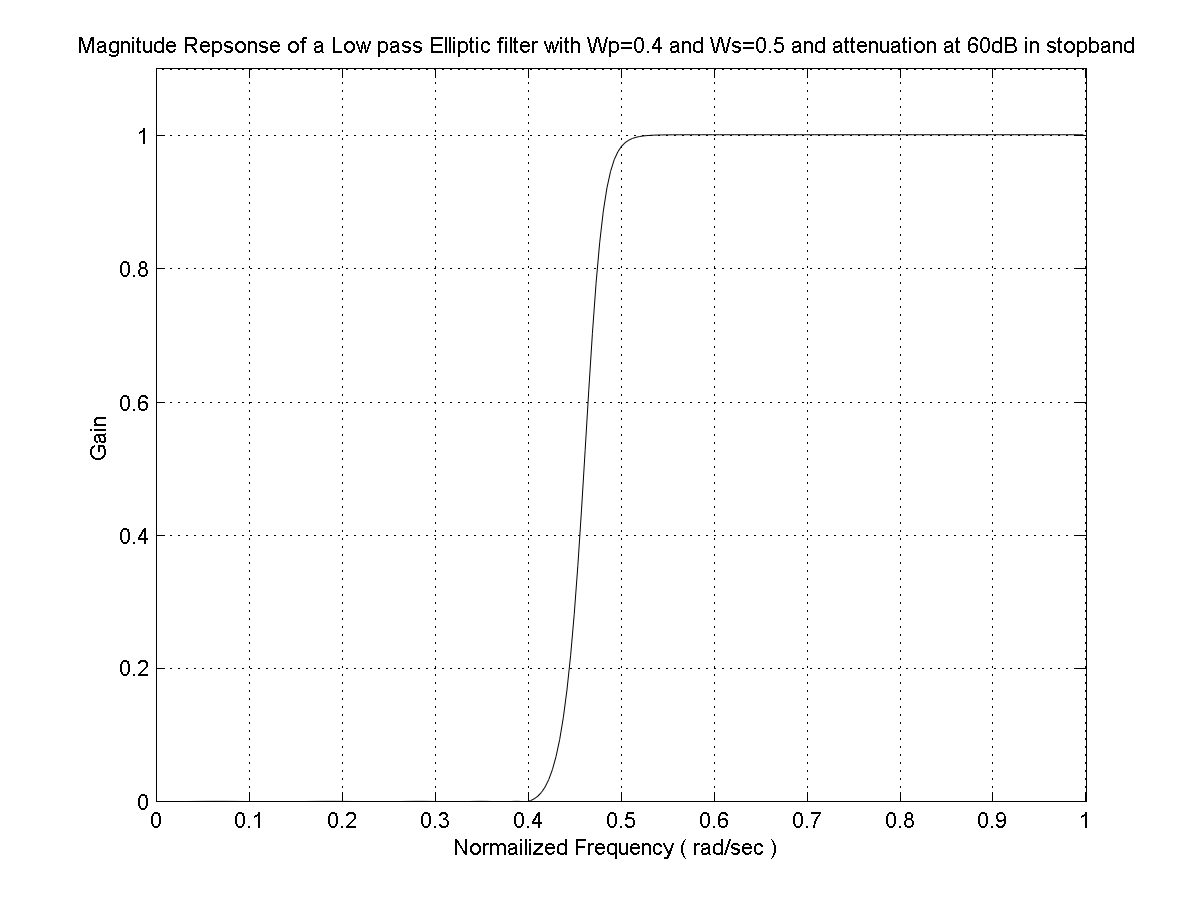 Magnitude Repsonse of a Low pass Elliptic filter with Wp=0.4 and Ws=0.5 and attenuation at 60dB in stopband
1
0.8
0.6
0.4
0.2
0
Gain
0 0.1 0.2 0.3 0.4 0.5 0.6 0.7 0.8 0.9 1
Normailized Frequency ( rad/sec )